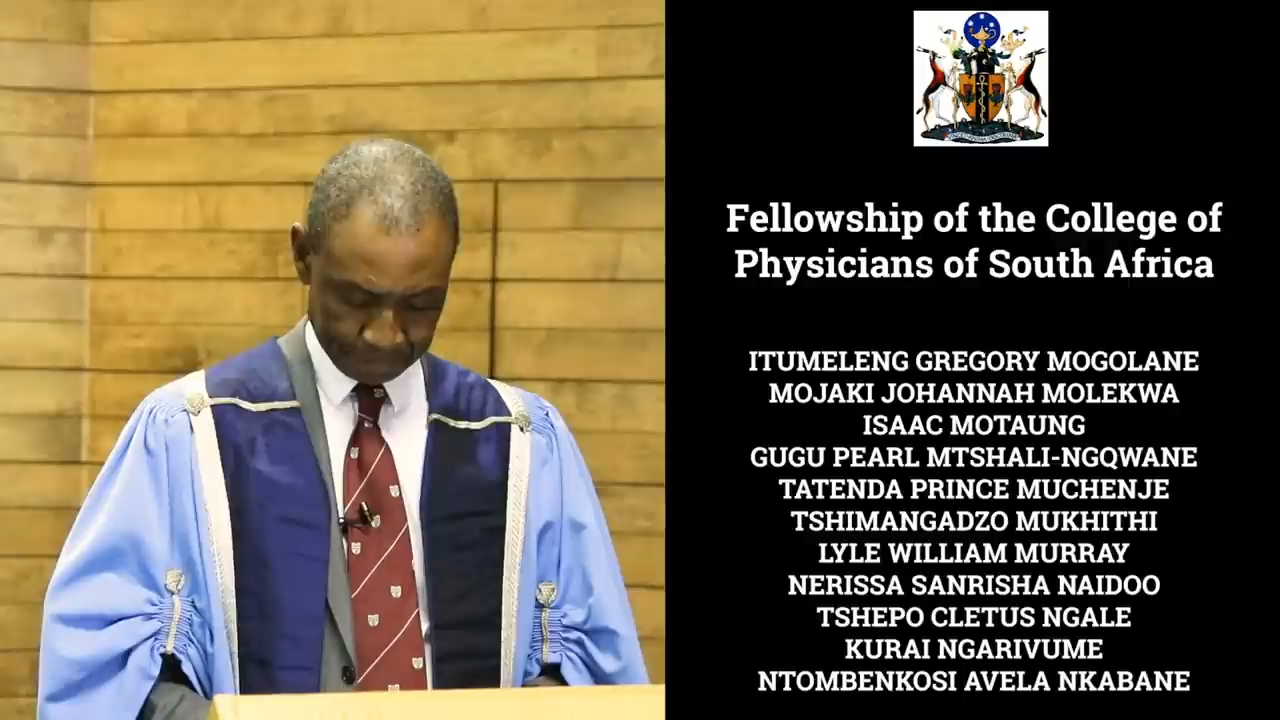 Fellowship of the College of
Physicians of South Africa
ITUMELENG GREGORY MOGOLANE
MOJAKI JOHANNAH MOLEKWA
ISAAC MOTAUNG
GUGU PEARL MTSHALI-NGQWANE
TATENDA PRINCE MUCHENJE
TSHIMANGADZO MUKHITHI
LYLE WILLIAM MURRAY
NERISSA SANRISHA NAIDOO
TSHEPO CLETUS NGALE
KURAI NGARIVUME
NTOMBENKOSI AVELA NKABANE